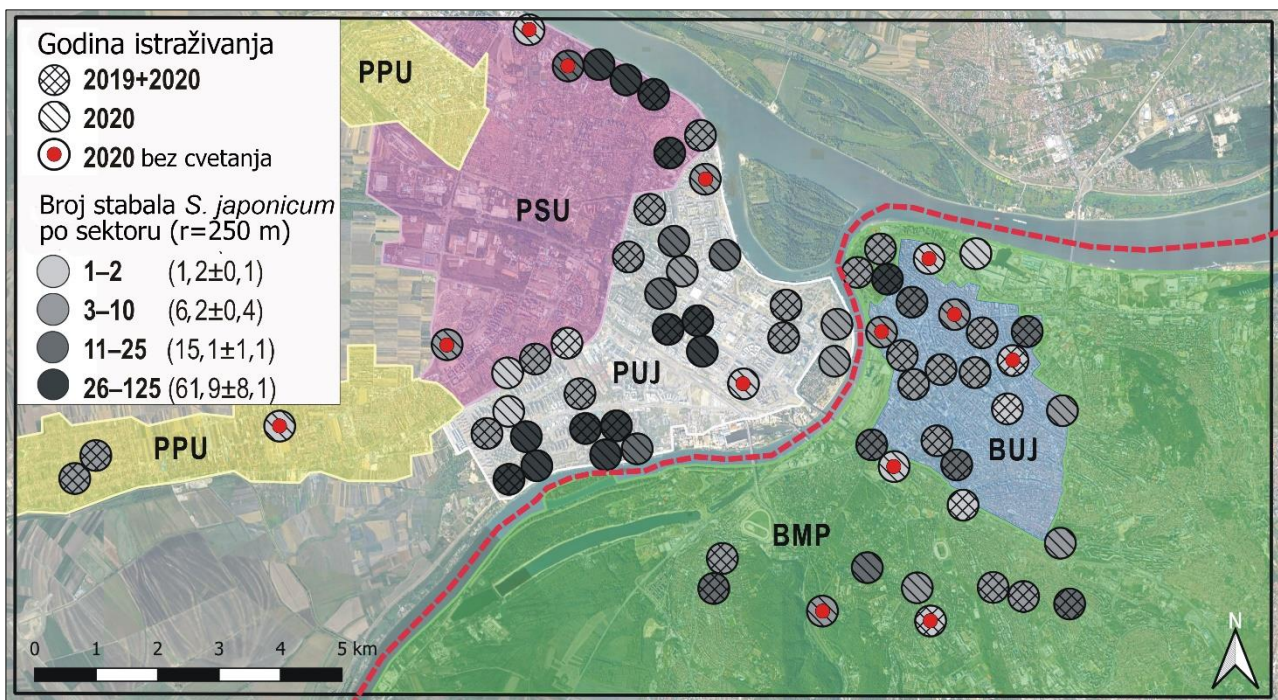 Godina istraživanja
2019+2020
2020
2020 bez cvetanja
Broj stabala S. japonicum
po sektoru (r=250 m)
1–2 (1,2±0,1)
3–10 (6,2±0,4)
11–25 (15,1±1,1)
26–125 (61,9±8,1)
PPU
PSU
PUJ
PPU
BUJ
BMP
0 1 2 3 4 5 km
N